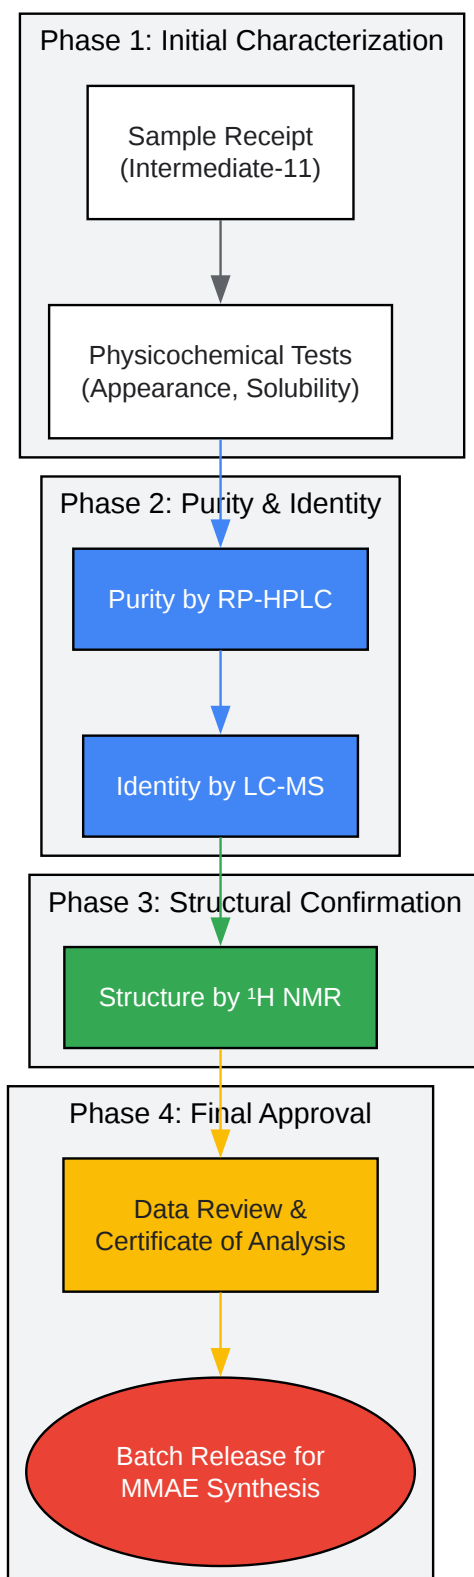 Phase 1: Initial Characterization
Sample Receipt
(Intermediate-11)
Physicochemical Tests
(Appearance, Solubility)
Phase 2: Purity & Identity
Purity by RP-HPLC
Identity by LC-MS
Phase 3: Structural Confirmation
Structure by ¹H NMR
Phase 4: Final Approval
Data Review &
Certificate of Analysis
Batch Release for
MMAE Synthesis